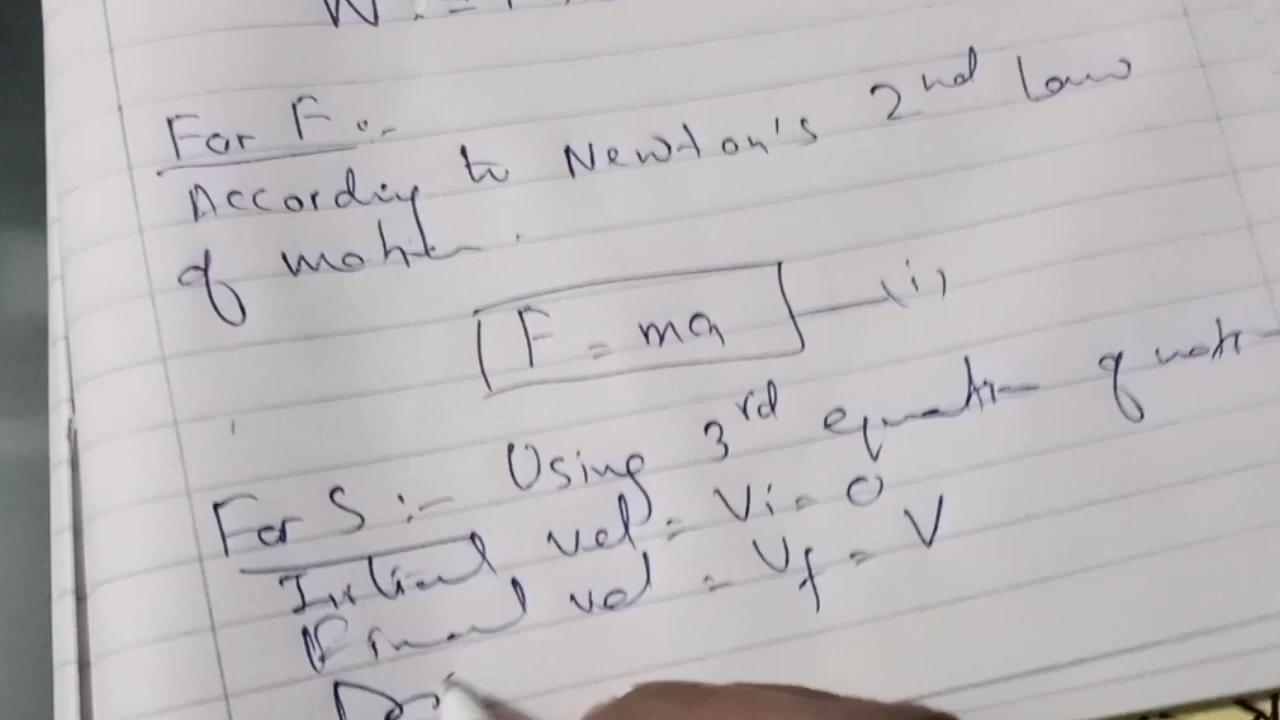 For F :-
According to Newton's 2nd law
of motion.
F = ma —(i)
For S :- Using 3rd equation of moti
Initial vel = Vi = 0
Final vel = Vf = V